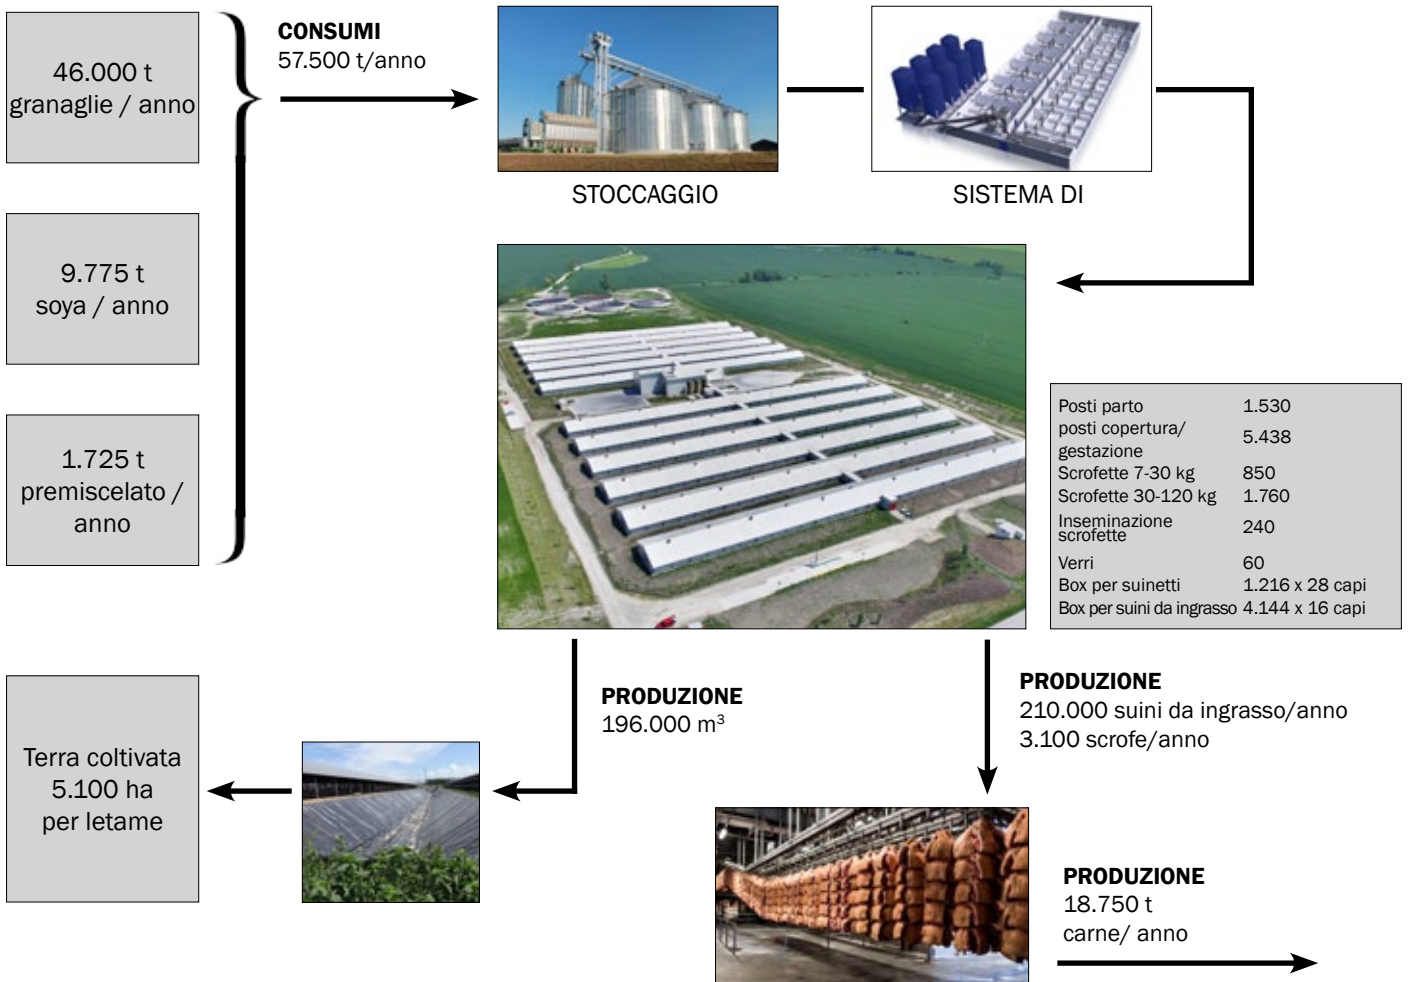 46.000 t
granaglie / anno
CONSUMI
57.500 t/anno
STOCCAGGIO
SISTEMA DI
9.775 t
soya / anno
1.725 t
premiscelato /
anno
Posti parto 1.530
posti copertura/
gestazione 5.438
Scrofette 7-30 kg 850
Scrofette 30-120 kg 1.760
Inseminazione
scrofette 240
Verri 60
Box per suinetti 1.216 x 28 capi
Box per suini da ingrasso 4.144 x 16 capi
PRODUZIONE
196.000 m³
PRODUZIONE
210.000 suini da ingrasso/anno
3.100 scrofe/anno
Terra coltivata
5.100 ha
per letame
PRODUZIONE
18.750 t
carne/ anno